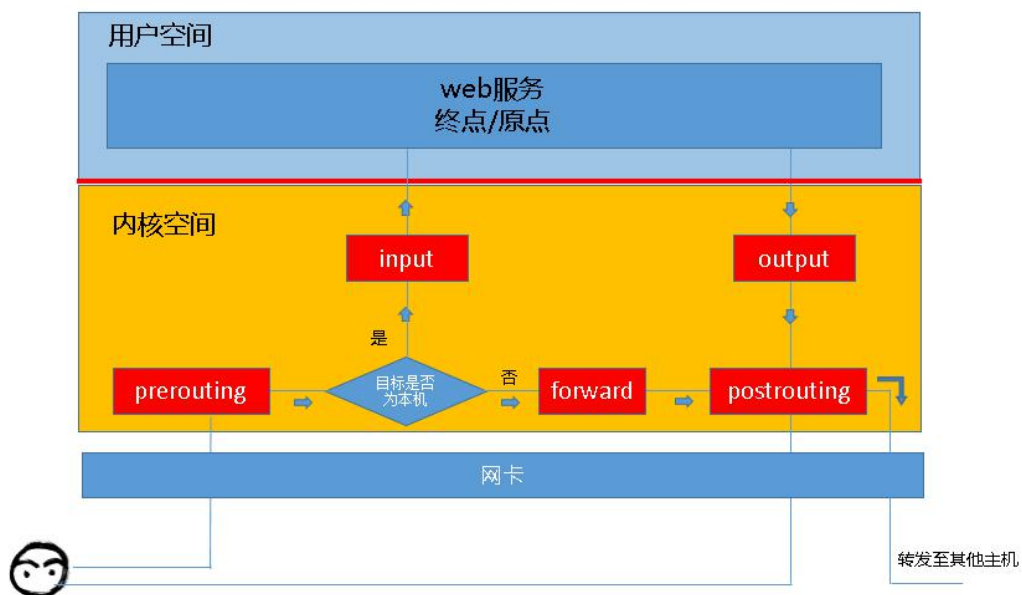 用户空间
web服务
终点/原点
内核空间
input
output
是
prerouting
目标是否
为本机
否
forward
postrouting
网卡
转发至其他主机